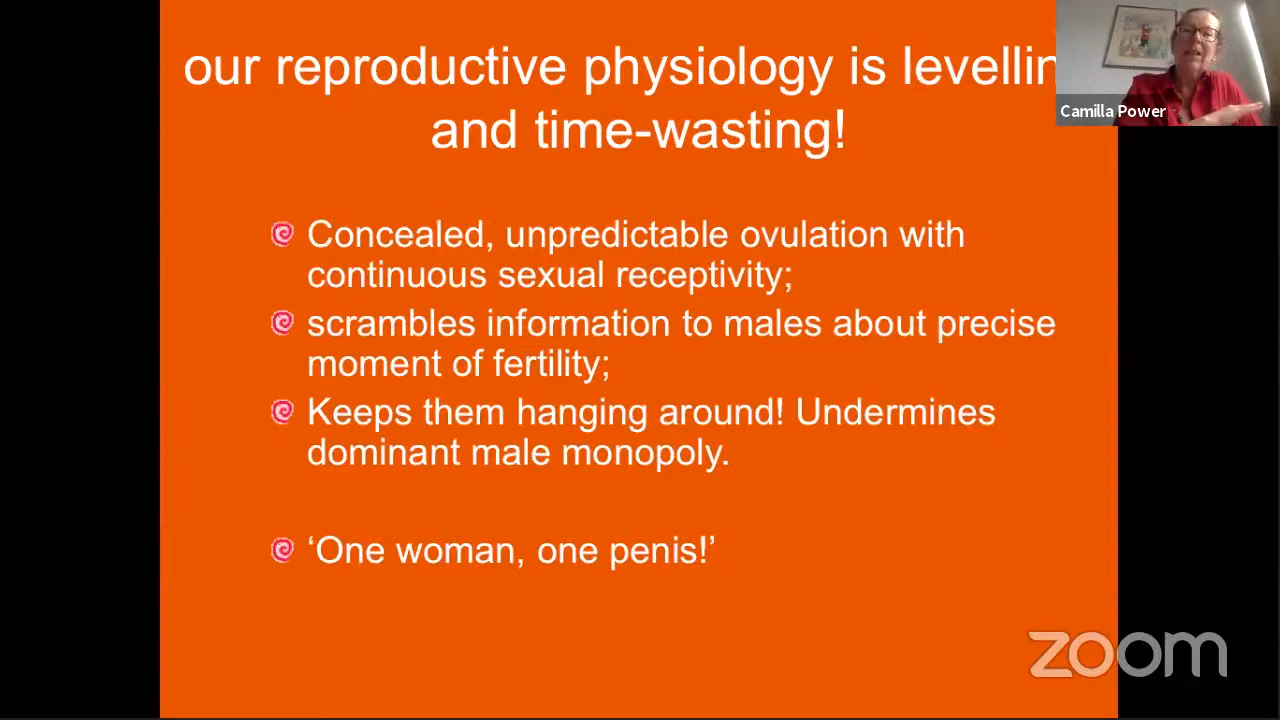 our reproductive physiology is levellin
and time-wasting!
Camilla Power
Concealed, unpredictable ovulation with
continuous sexual receptivity;
scrambles information to males about precise
moment of fertility;
Keeps them hanging around! Undermines
dominant male monopoly.
‘One woman, one penis!’
zoom